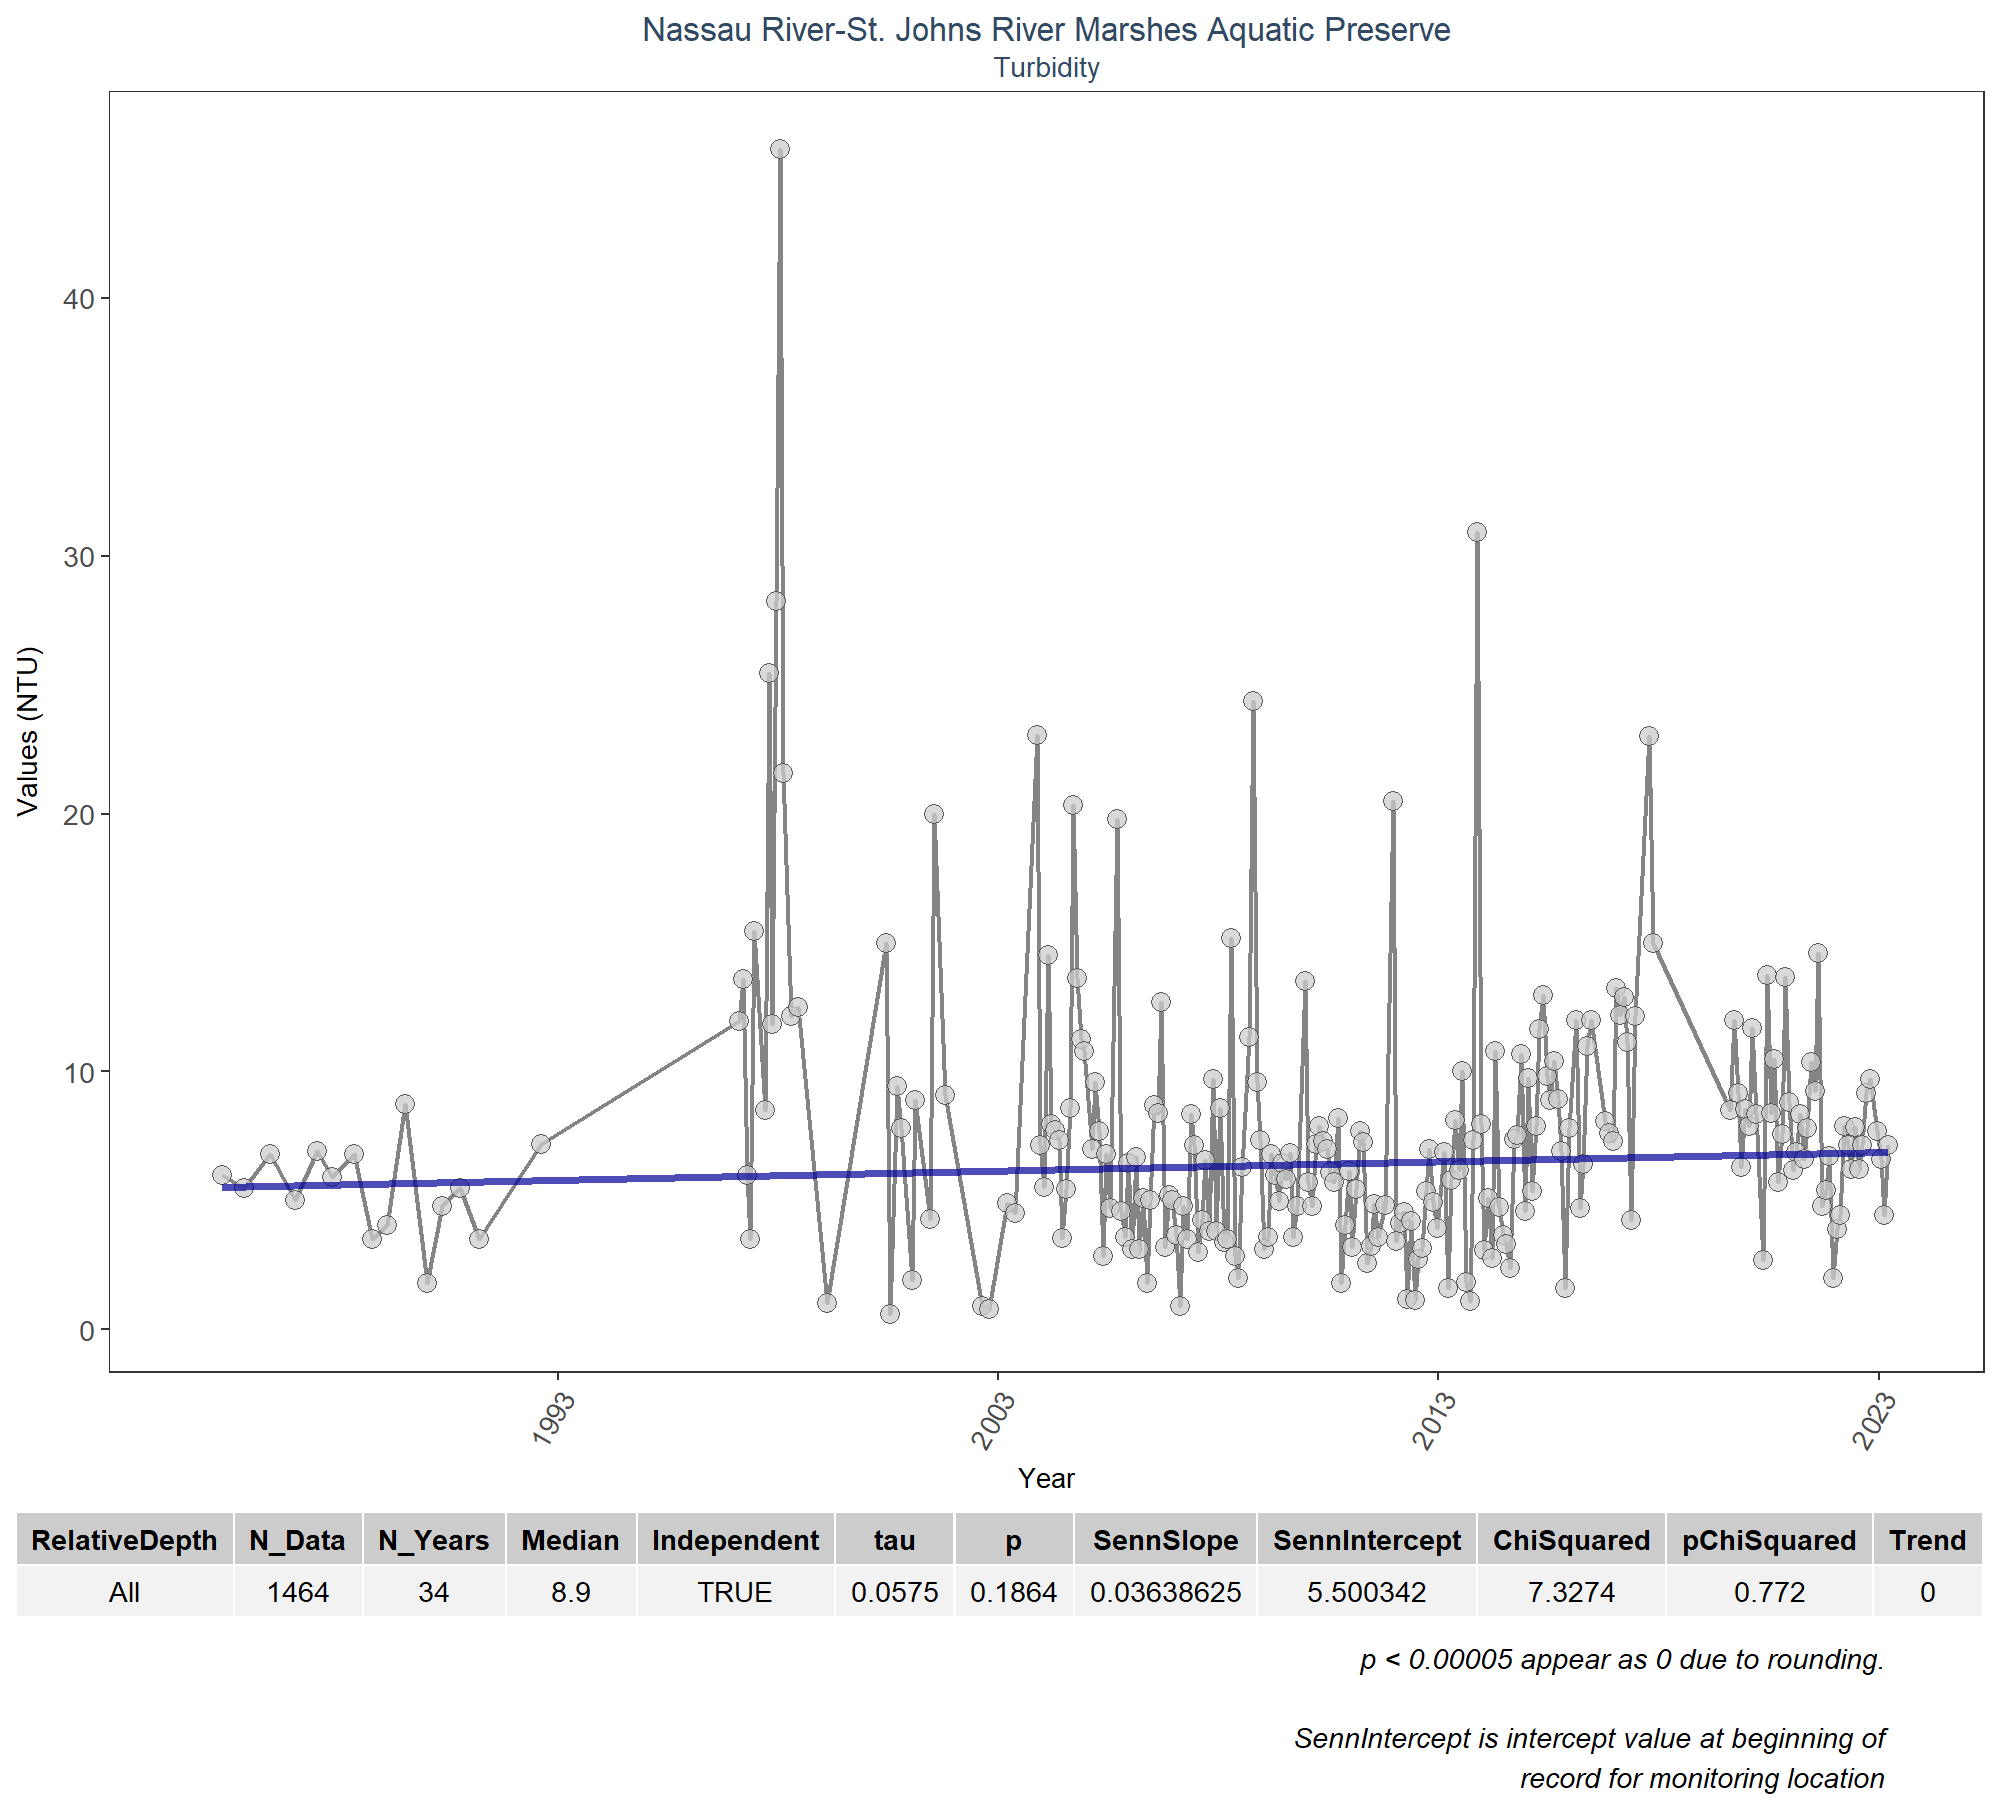 Nassau River-St. Johns River Marshes Aquatic Preserve
Turbidity
Values (NTU)
40
30
20
10
0
1993
2003
2013
2023
Year
RelativeDepth N_Data N_Years Median Independent tau p SennSlope SennIntercept ChiSquared pChiSquared Trend
All 1464 34 8.9 TRUE 0.0575 0.1864 0.03638625 5.500342 7.3274 0.772 0
p < 0.00005 appear as 0 due to rounding.
SennIntercept is intercept value at beginning of
record for monitoring location